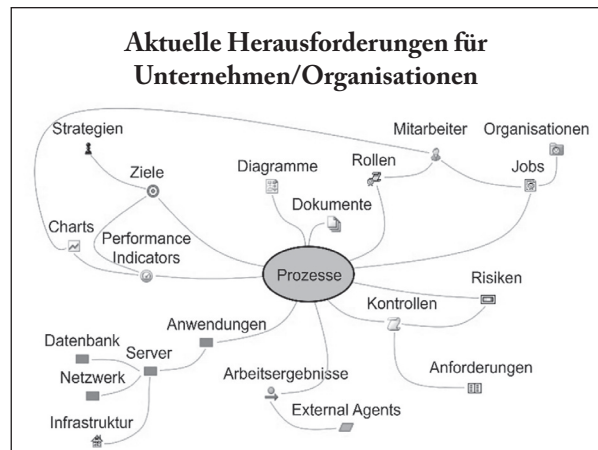 Aktuelle Herausforderungen für
Unternehmen/Organisationen
Strategien
Ziele
Diagramme
Dokumente
Rollen
Mitarbeiter
Organisationen
Jobs
Charts
Performance
Indicators
Prozesse
Risiken
Kontrollen
Anforderungen
Anwendungen
Datenbank
Server
Netzwerk
Infrastruktur
Arbeitsergebnisse
External Agents